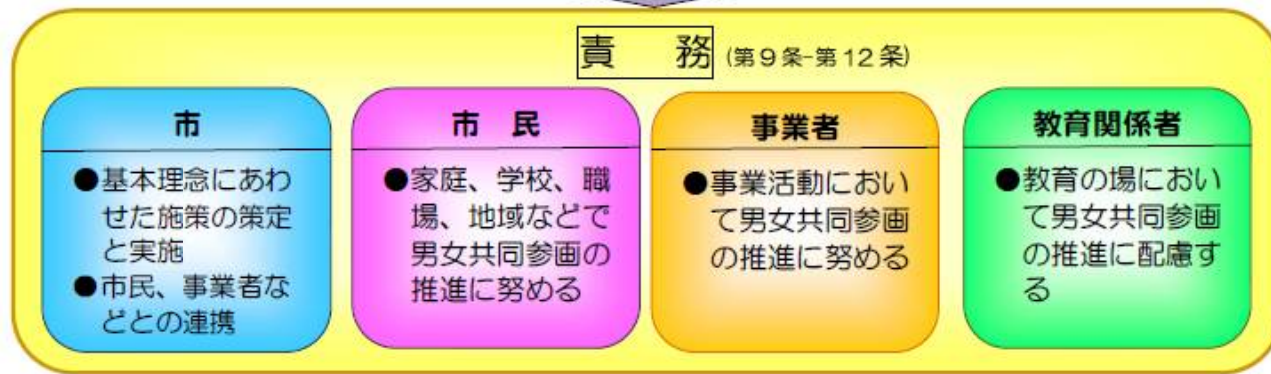 責　務 (第9条-第12条)
市
●基本理念にあわ
せた施策の策定
と実施
●市民、事業者な
どとの連携
市　民
●家庭、学校、職
場、地域などで
男女共同参画の
推進に努める
事業者
●事業活動におい
て男女共同参画
の推進に努める
教育関係者
●教育の場におい
て男女共同参画
の推進に配慮す
る